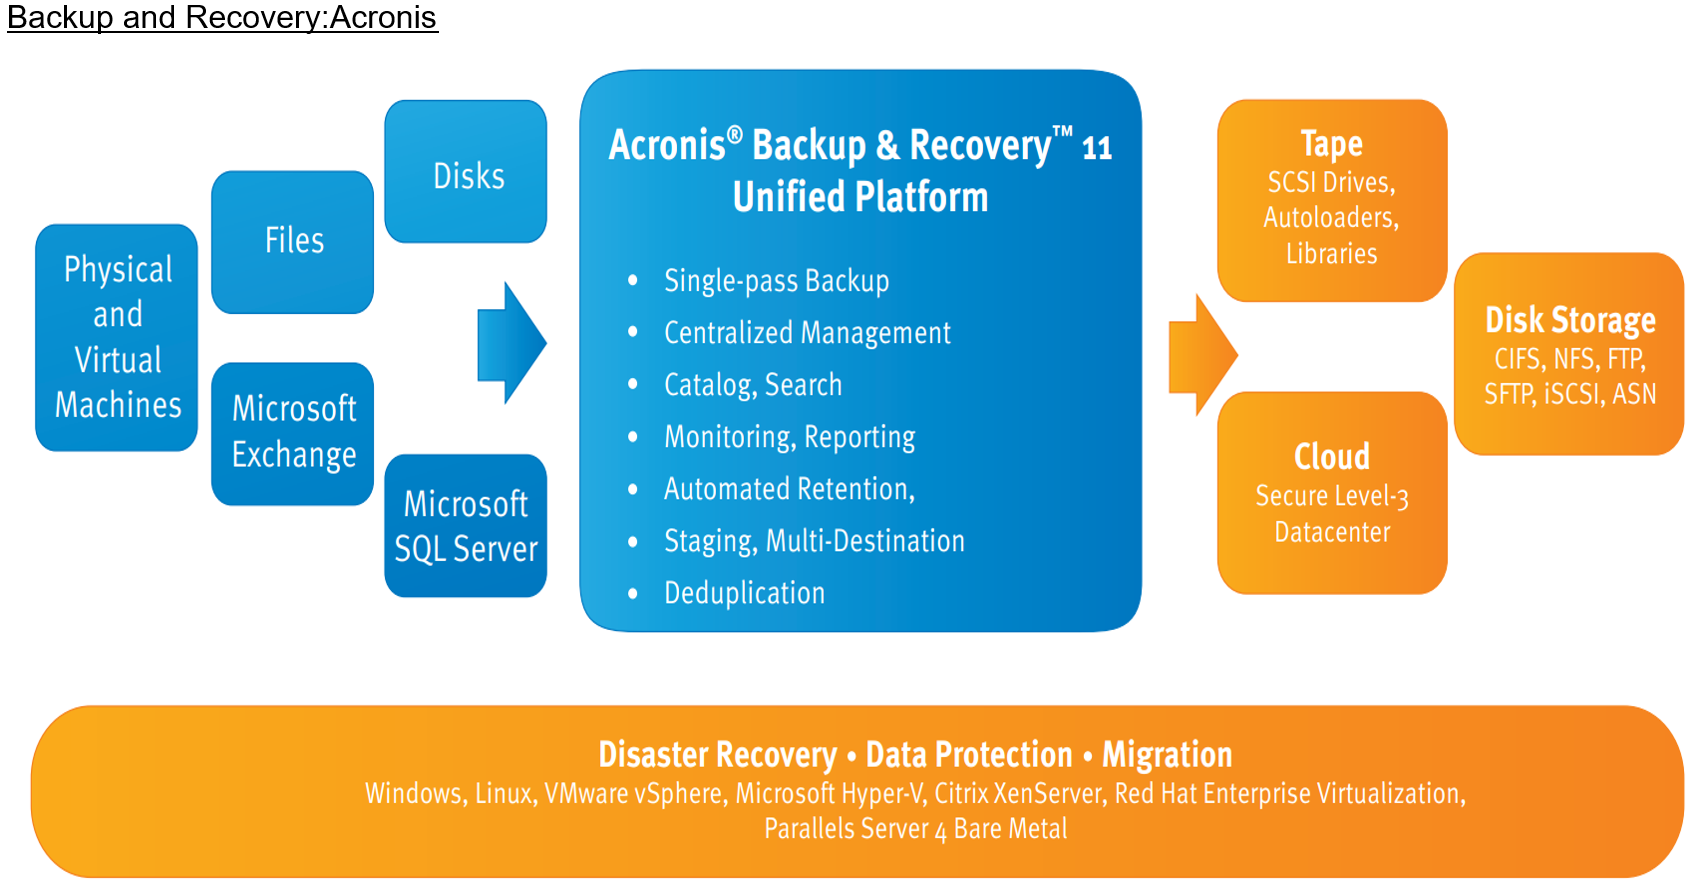 Backup and Recovery:Acronis
Physical
and
Virtual
Machines
Files
Disks
Microsoft
Exchange
Microsoft
SQL Server
Acronis® Backup & Recovery™ 11
Unified Platform
• Single-pass Backup
• Centralized Management
• Catalog, Search
• Monitoring, Reporting
• Automated Retention,
• Staging, Multi-Destination
• Deduplication
Tape
SCSI Drives,
Autoloaders,
Libraries
Disk Storage
CIFS, NFS, FTP,
SFTP, iSCSI, ASN
Cloud
Secure Level-3
Datacenter
Disaster Recovery • Data Protection • Migration
Windows, Linux, VMware vSphere, Microsoft Hyper-V, Citrix XenServer, Red Hat Enterprise Virtualization,
Parallels Server 4 Bare Metal